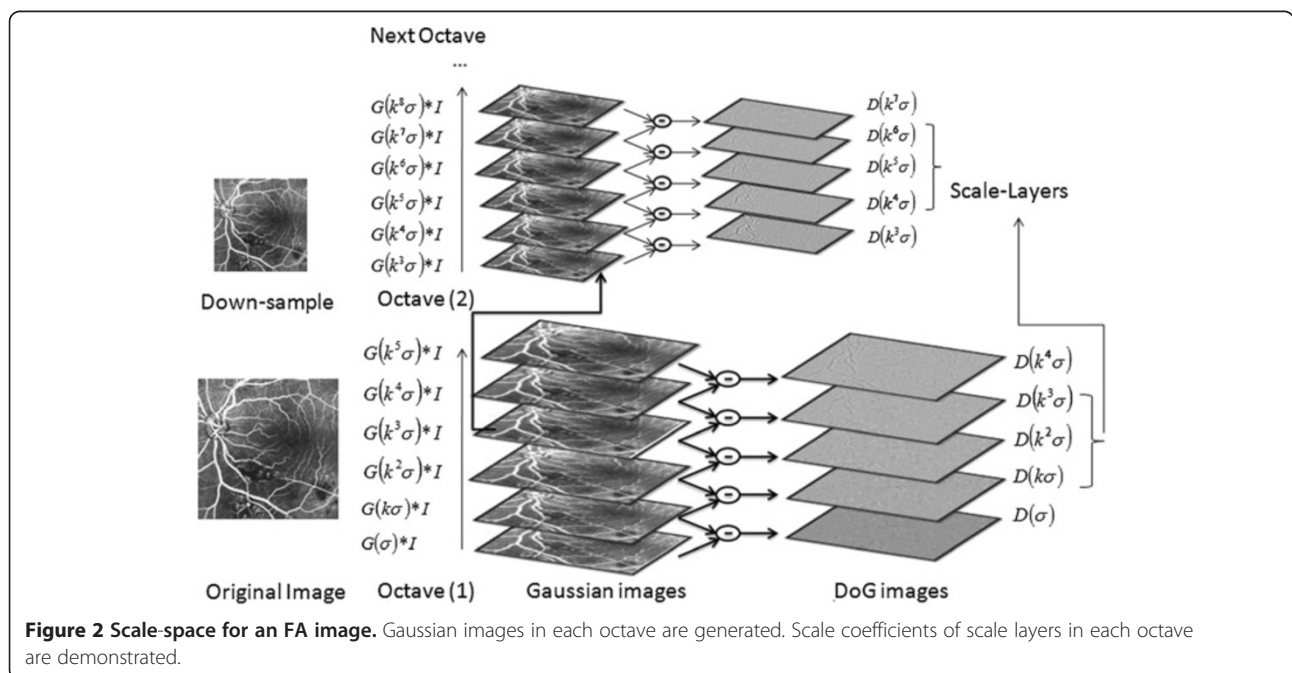 Next Octave
...
G(k⁸σ)*I
G(k⁷σ)*I
G(k⁶σ)*I
G(k⁵σ)*I
G(k⁴σ)*I
G(k³σ)*I
-
-
-
-
-
D(k⁷σ)
D(k⁶σ)
D(k⁵σ)
D(k⁴σ)
D(k³σ)
Scale-Layers
Down-sample
Octave (2)
G(k⁵σ)*I
G(k⁴σ)*I
G(k³σ)*I
G(k²σ)*I
G(kσ)*I
G(σ)*I
-
-
-
-
-
D(k⁴σ)
D(k³σ)
D(k²σ)
D(kσ)
D(σ)
Original Image
Octave (1)
Gaussian images
DoG images
Figure 2 Scale-space for an FA image. Gaussian images in each octave are generated. Scale coefficients of scale layers in each octave
are demonstrated.